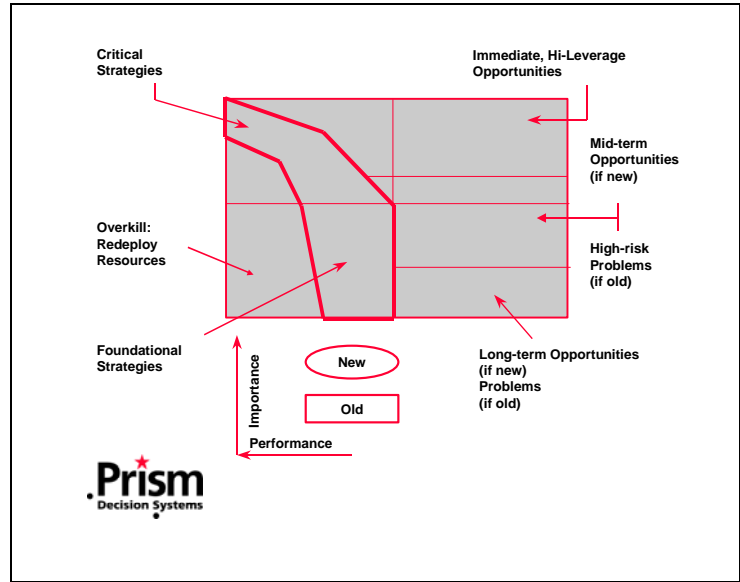 Critical
Strategies
Immediate, Hi-Leverage
Opportunities
Mid-term
Opportunities
(if new)
Overkill:
Redeploy
Resources
High-risk
Problems
(if old)
Foundational
Strategies
Long-term Opportunities
(if new)
Problems
(if old)
New
Old
Importance
Performance
Prism
Decision Systems